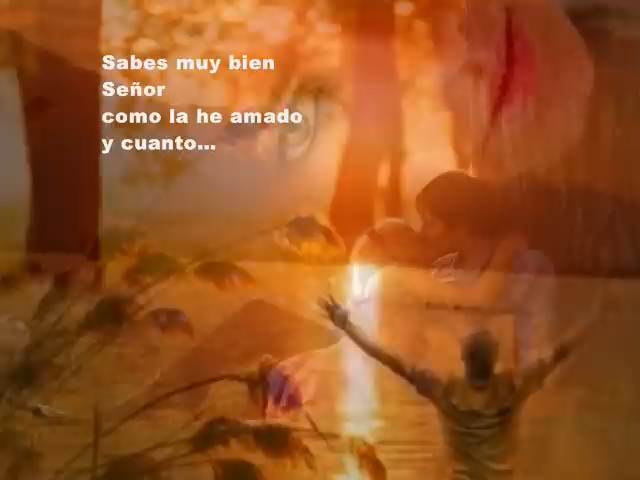 Sabes muy bien
Señor
como la he amado
y cuanto...